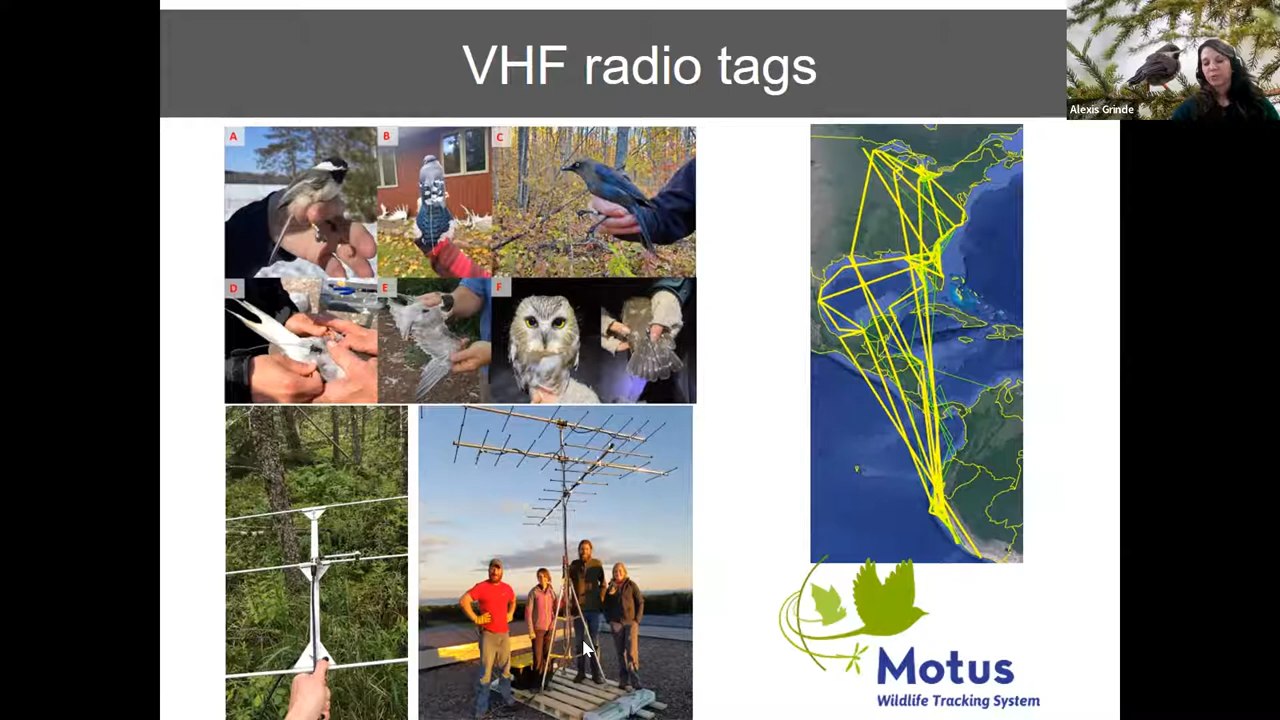 VHF radio tags
Alexis Grinde
A
B
C
D
E
F
Motus
Wildlife Tracking System